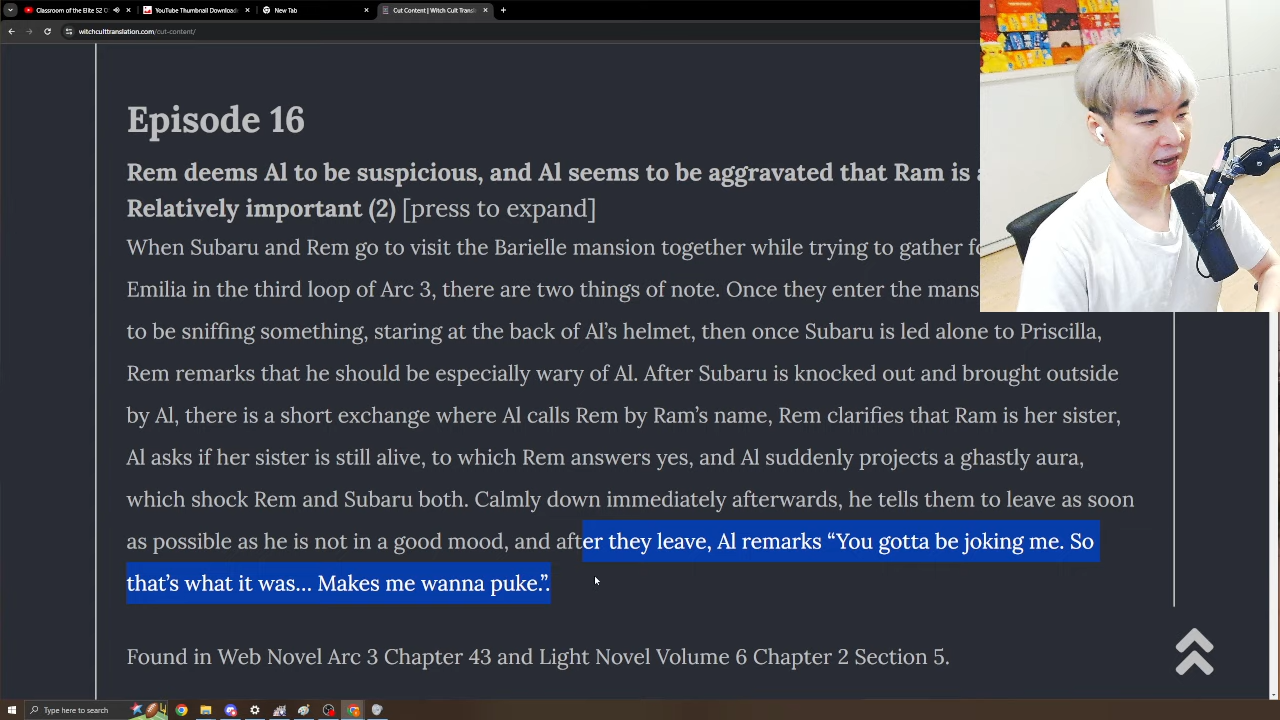 Classroom of the Elite S2 O
YouTube Thumbnail Download
New Tab
Cut Content | Witch Cult Transl
witchculttranslation.com/cut-content/
Episode 16
Rem deems Al to be suspicious, and Al seems to be aggravated that Ram is a
Relatively important (2) [press to expand]
When Subaru and Rem go to visit the Barielle mansion together while trying to gather fo
Emilia in the third loop of Arc 3, there are two things of note. Once they enter the mans
to be sniffing something, staring at the back of Al’s helmet, then once Subaru is led alone to Priscilla,
Rem remarks that he should be especially wary of Al. After Subaru is knocked out and brought outside
by Al, there is a short exchange where Al calls Rem by Ram’s name, Rem clarifies that Ram is her sister,
Al asks if her sister is still alive, to which Rem answers yes, and Al suddenly projects a ghastly aura,
which shock Rem and Subaru both. Calmly down immediately afterwards, he tells them to leave as soon
as possible as he is not in a good mood, and after they leave, Al remarks “You gotta be joking me. So
that’s what it was… Makes me wanna puke.”.
Found in Web Novel Arc 3 Chapter 43 and Light Novel Volume 6 Chapter 2 Section 5.
Type here to search